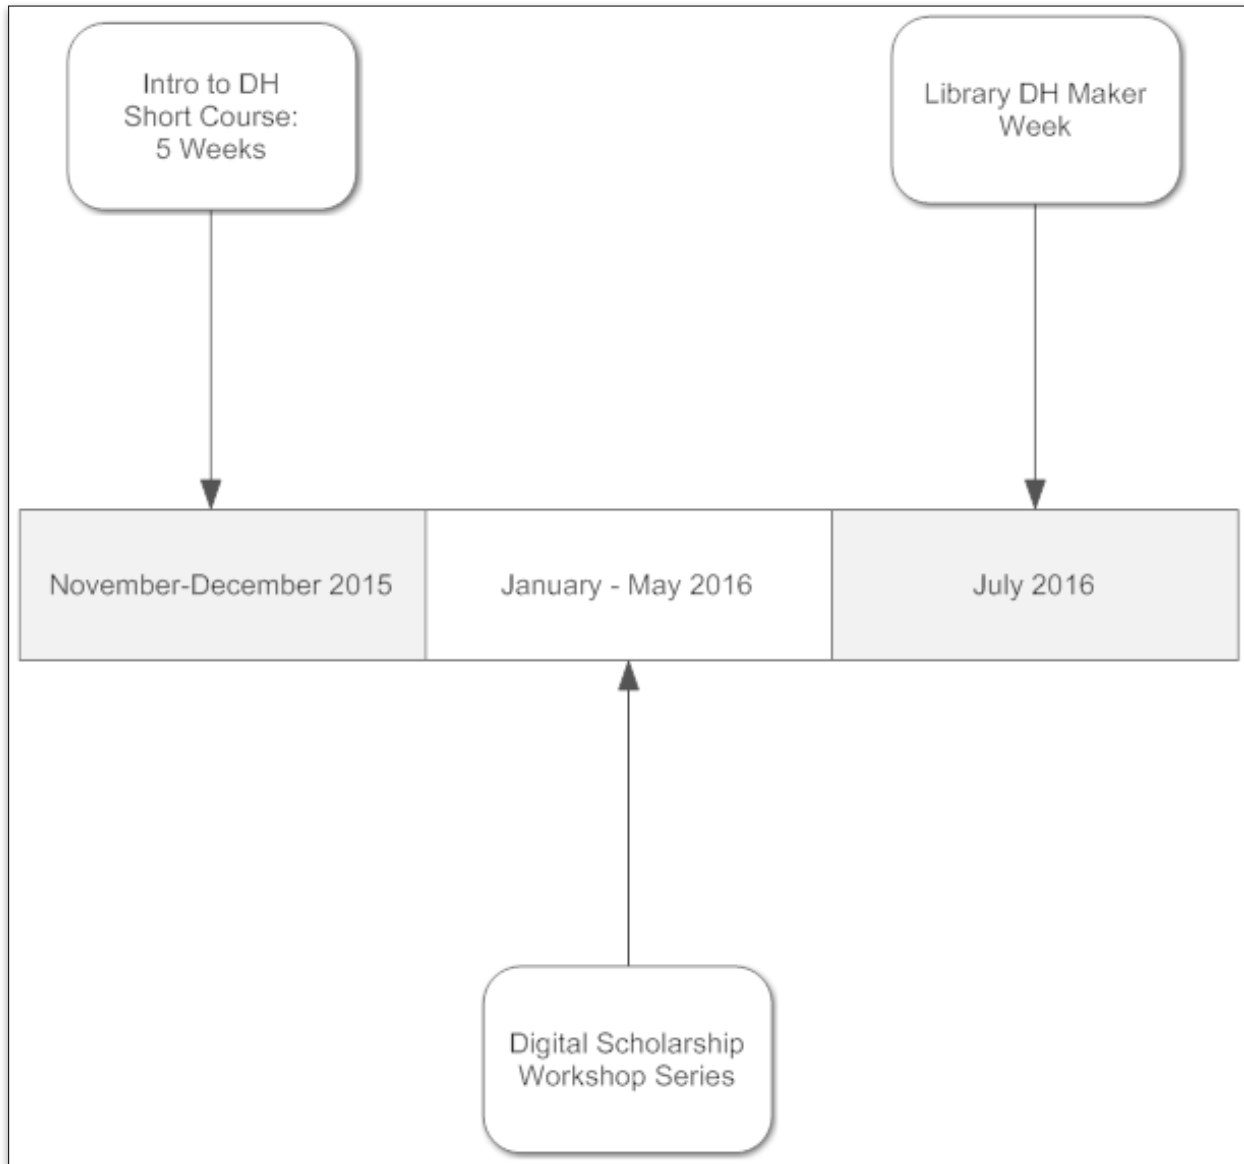 Intro to DH
Short Course:
5 Weeks
Library DH Maker
Week
November-December 2015
January - May 2016
July 2016
Digital Scholarship
Workshop Series